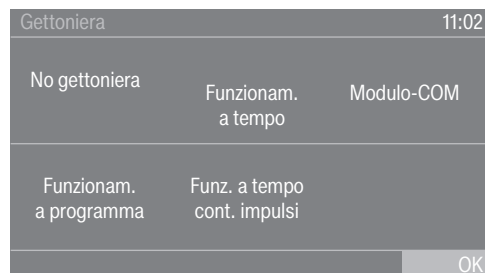 Gettoniera 11:02
No gettoniera
Funzionam.
a tempo
Modulo-COM
Funzionam.
a programma
Funz. a tempo
cont. impulsi
OK